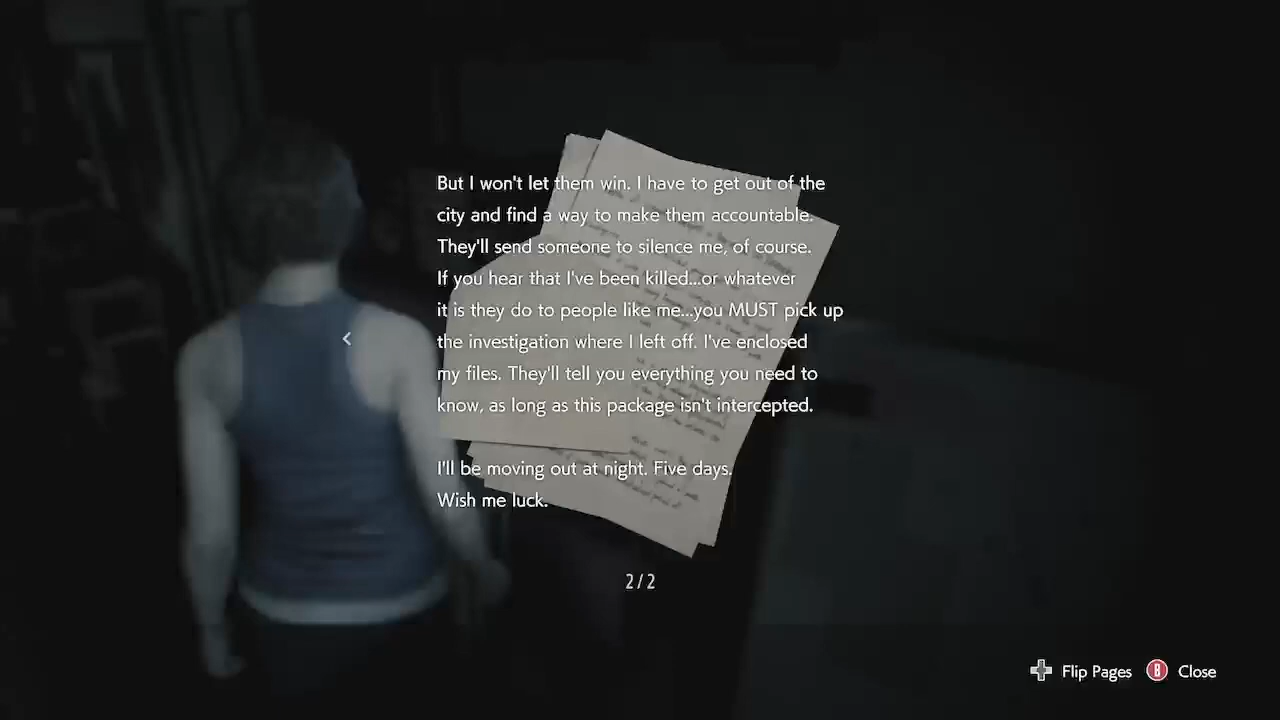 But I won't let them win. I have to get out of the
city and find a way to make them accountable.
They'll send someone to silence me, of course.
If you hear that I've been killed...or whatever
it is they do to people like me...you MUST pick up
the investigation where I left off. I've enclosed
my files. They'll tell you everything you need to
know, as long as this package isn't intercepted.
I'll be moving out at night. Five days.
Wish me luck.
2/2
Flip Pages B Close